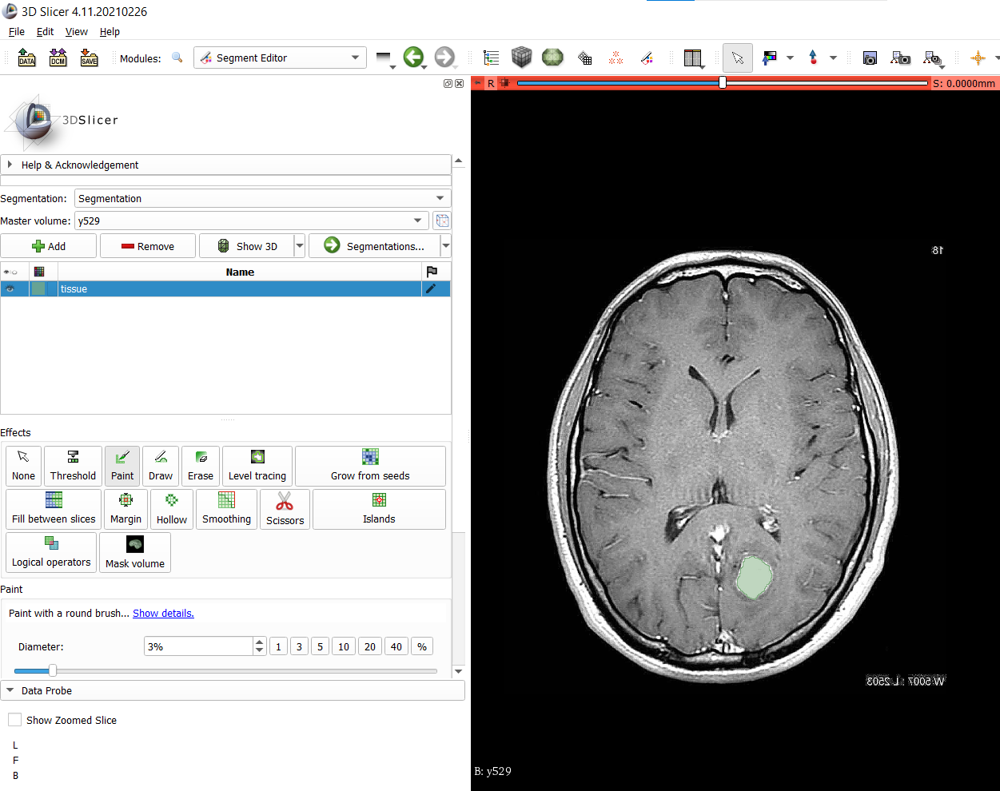 3D Slicer 4.11.20210226
File Edit View Help
DATA DCM SAVE Modules: Segment Editor
R S: 0.0000mm
3DSlicer
Help & Acknowledgement
Segmentation: Segmentation
Master volume: y529
Add Remove Show 3D Segmentations...
Name
tissue
Effects
None Threshold Paint Draw Erase Level tracing Grow from seeds
Fill between slices Margin Hollow Smoothing Scissors Islands
Logical operators Mask volume
Paint
Paint with a round brush... Show details.
Diameter: 3% 1 3 5 10 20 40 %
Data Probe
Show Zoomed Slice
L
F
B
18
W 5007 L 2503
B: y529